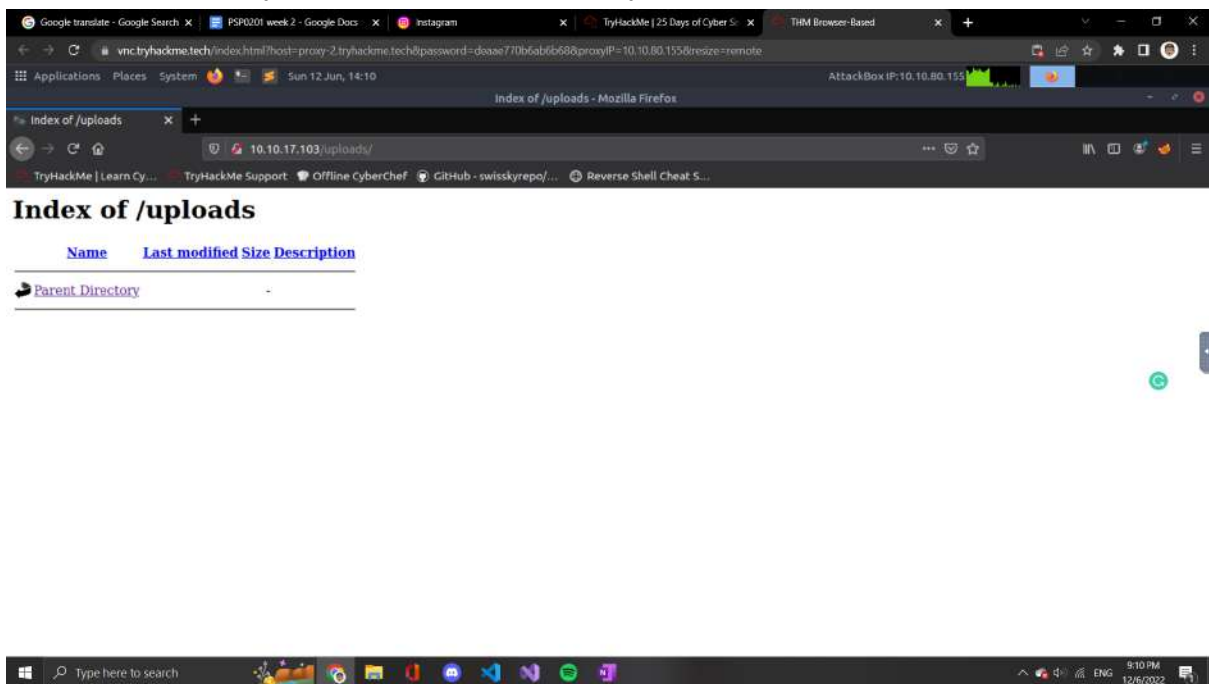 Google translate - Google Search
PSP0201 week 2 - Google Docs
Instagram
TryHackMe | 25 Days of Cyber S
THM Browser-Based
vnc.tryhackme.tech/index.html?host=proxy-2.tryhackme.tech&password=deaae770b6ab6b688&proxyIP=10.10.80.155&resize=remote
Applications Places System Sun 12 Jun, 14:10 AttackBox IP:10.10.80.155
Index of /uploads - Mozilla Firefox
Index of /uploads
10.10.17.103/uploads/
TryHackMe | Learn Cy... TryHackMe Support Offline CyberChef GitHub - swisskyrepo/... Reverse Shell Cheat S...
Index of /uploads
Name Last modified Size Description
Parent Directory -
Type here to search
ENG
9:10 PM
12/6/2022